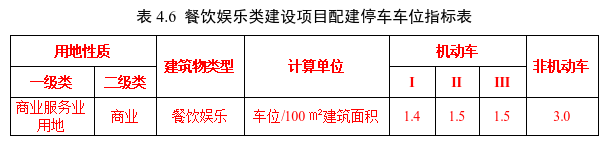 表 4.6 餐饮娱乐类建设项目配建停车车位指标表
用地性质 建筑物类型 计算单位 机动车 非机动车
一级类 二级类 I II III
商业服务业用地 商业 餐饮娱乐 车位/100 ㎡建筑面积 1.4 1.5 1.5 3.0